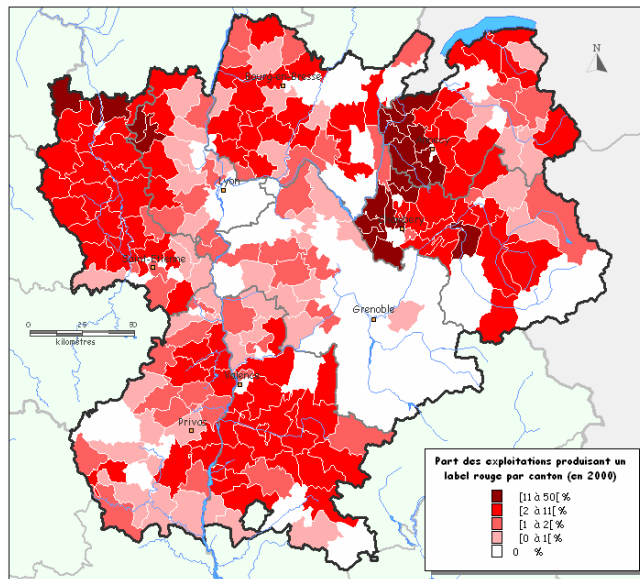 N
Bourg en Bresse
Lyon
Saint-Etienne
Grenoble
0 25 50
kilomètres
Valence
Privas
Part des exploitations produisant un
label rouge par canton (en 2000)
[11 à 50[ %
[2 à 11[ %
[1 à 2[ %
[0 à 1[ %
0 %